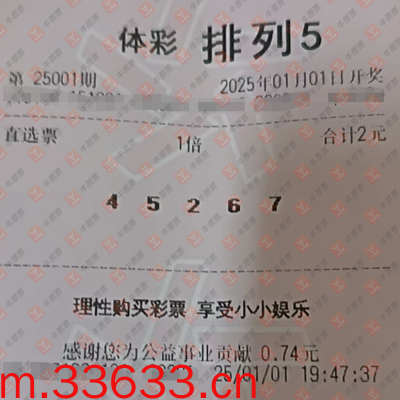 体彩 排列5
第 25001期 2025年01月01日开奖
直选票 1倍 合计2元
4 5 2 6 7
理性购买彩票 享受小小娱乐
感谢您为公益事业贡献 0.74元
25/01/01 19:47:37
m.33633.cn